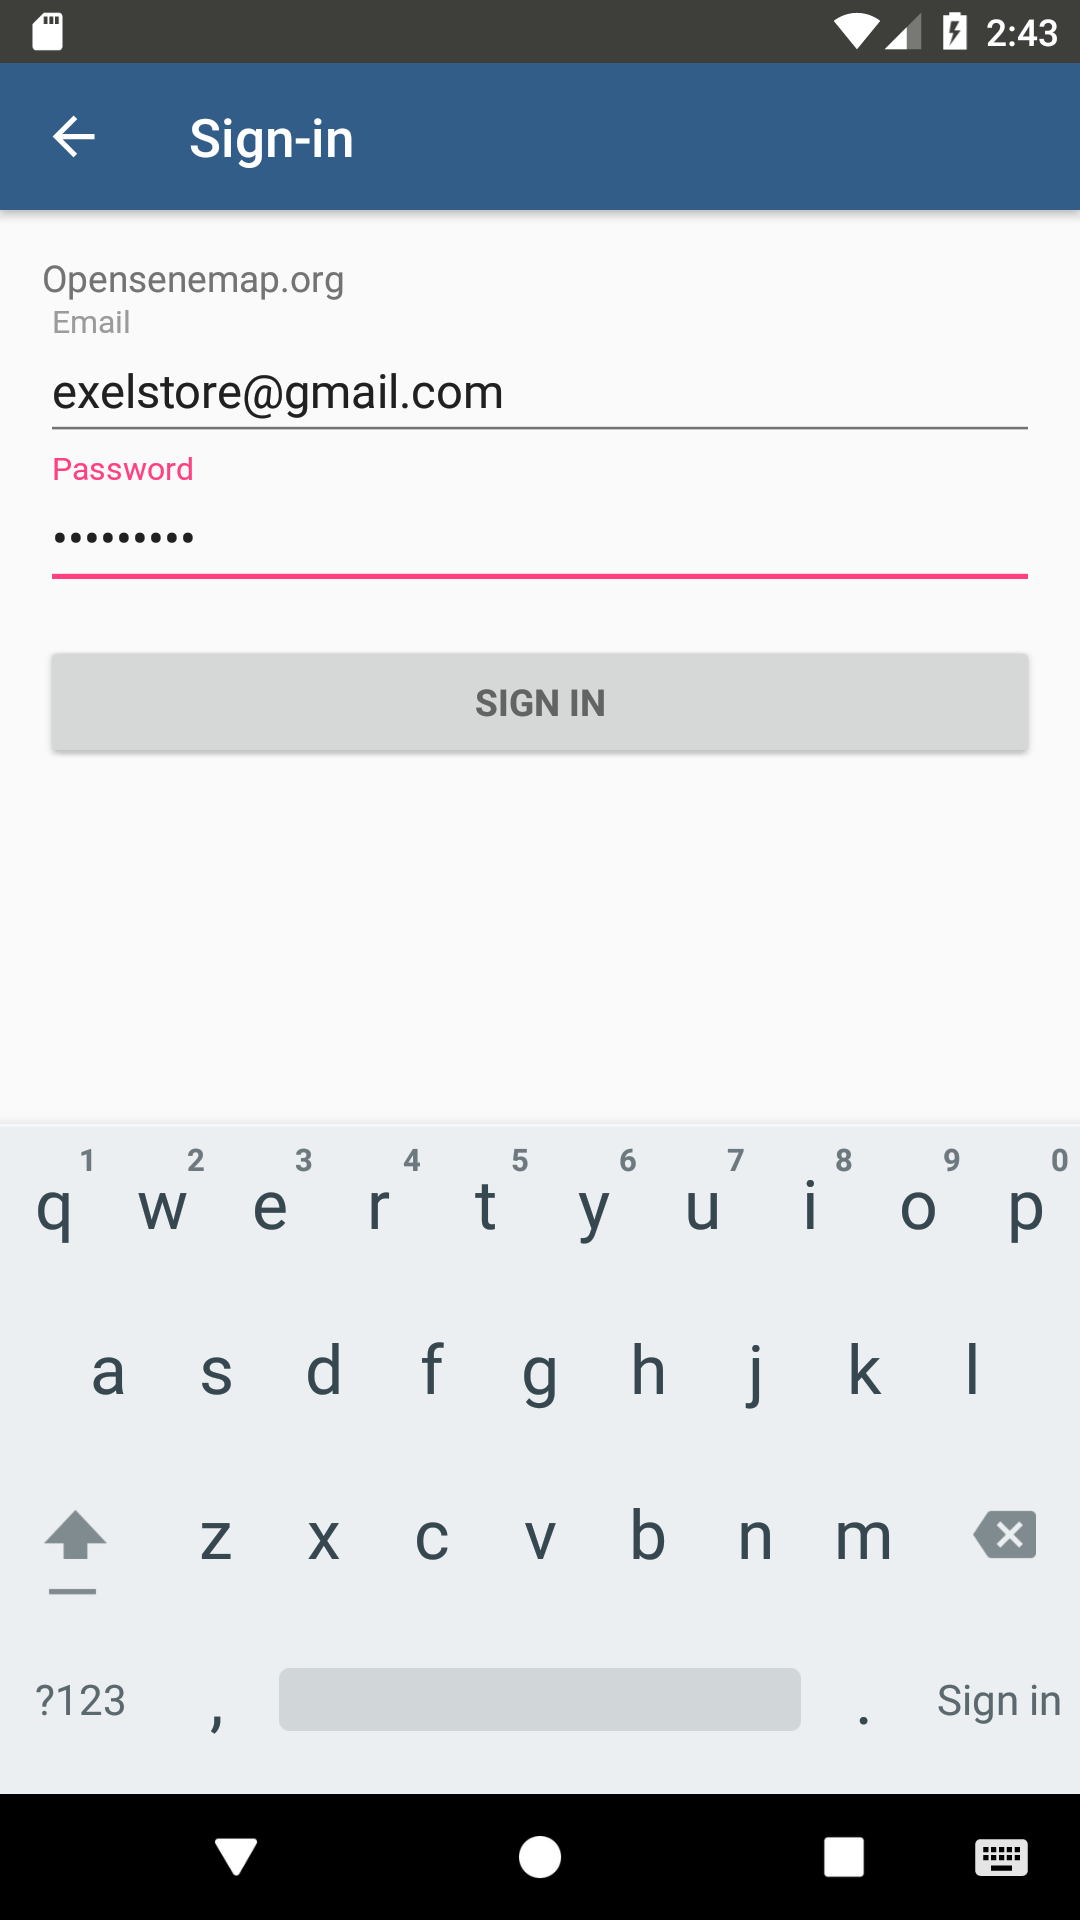 2:43
Sign-in
Opensenemap.org
Email
exelstore@gmail.com
Password
•••••••••
SIGN IN
1 2 3 4 5 6 7 8 9 0
q w e r t y u i o p
a s d f g h j k l
z x c v b n m
?123 , . Sign in